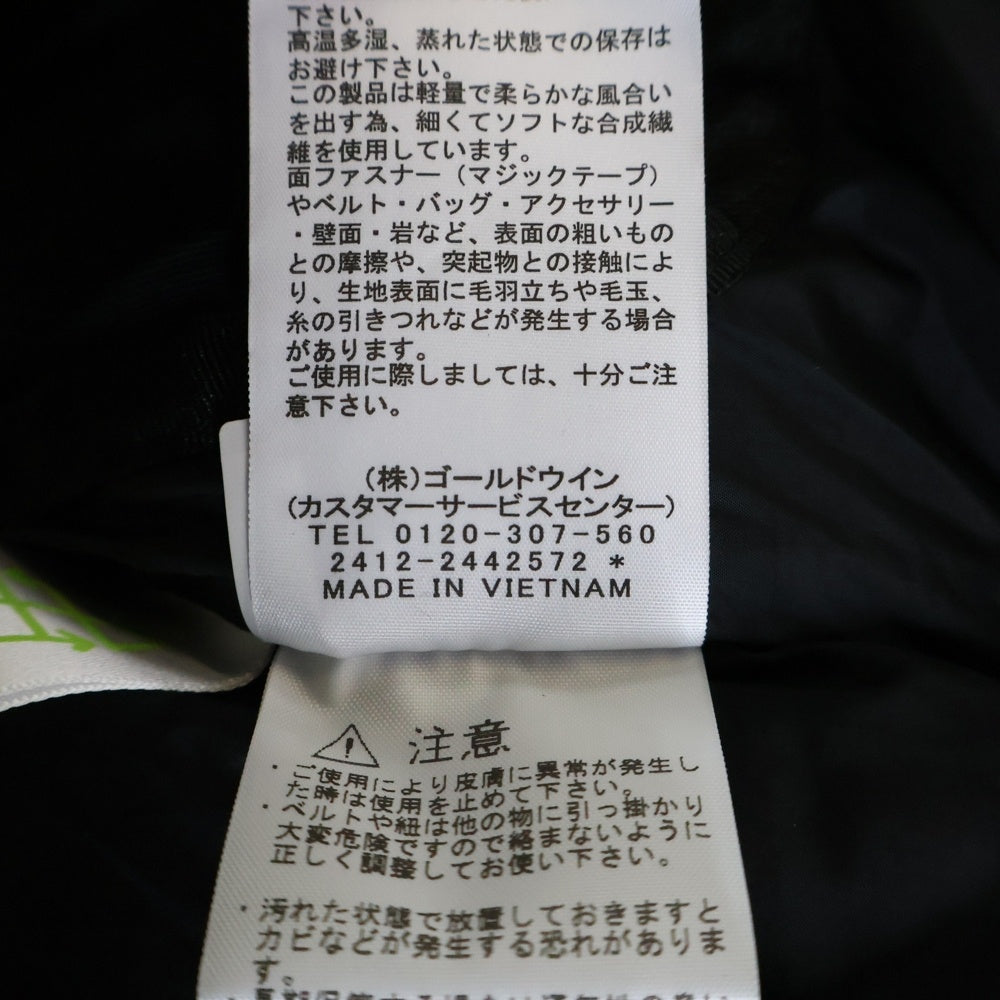 下さい。
高温多湿、蒸れた状態での保存は
お避け下さい。
この製品は軽量で柔らかな風合い
を出す為、細くてソフトな合成繊
維を使用しています。
面ファスナー(マジックテープ)
やベルト・バッグ・アクセサリー
・壁面・岩など、表面の粗いもの
との摩擦や、突起物との接触によ
り、生地表面に毛羽立ちや毛玉、
糸の引きつれなどが発生する場合
があります。
ご使用に際しましては、十分ご注
意下さい。
(株)ゴールドウイン
(カスタマーサービスセンター)
TEL 0120-307-560
2412-2442572 *
MADE IN VIETNAM
注意
・ご使用により皮膚に異常が発生し
た時は使用を止めて下さい。
・ベルトや紐は他の物に引っ掛かり
大変危険ですので絡まないように
正しく調整してお使い下さい。
・汚れた状態で放置しておきますと
カビなどが発生する恐れがありま
す。